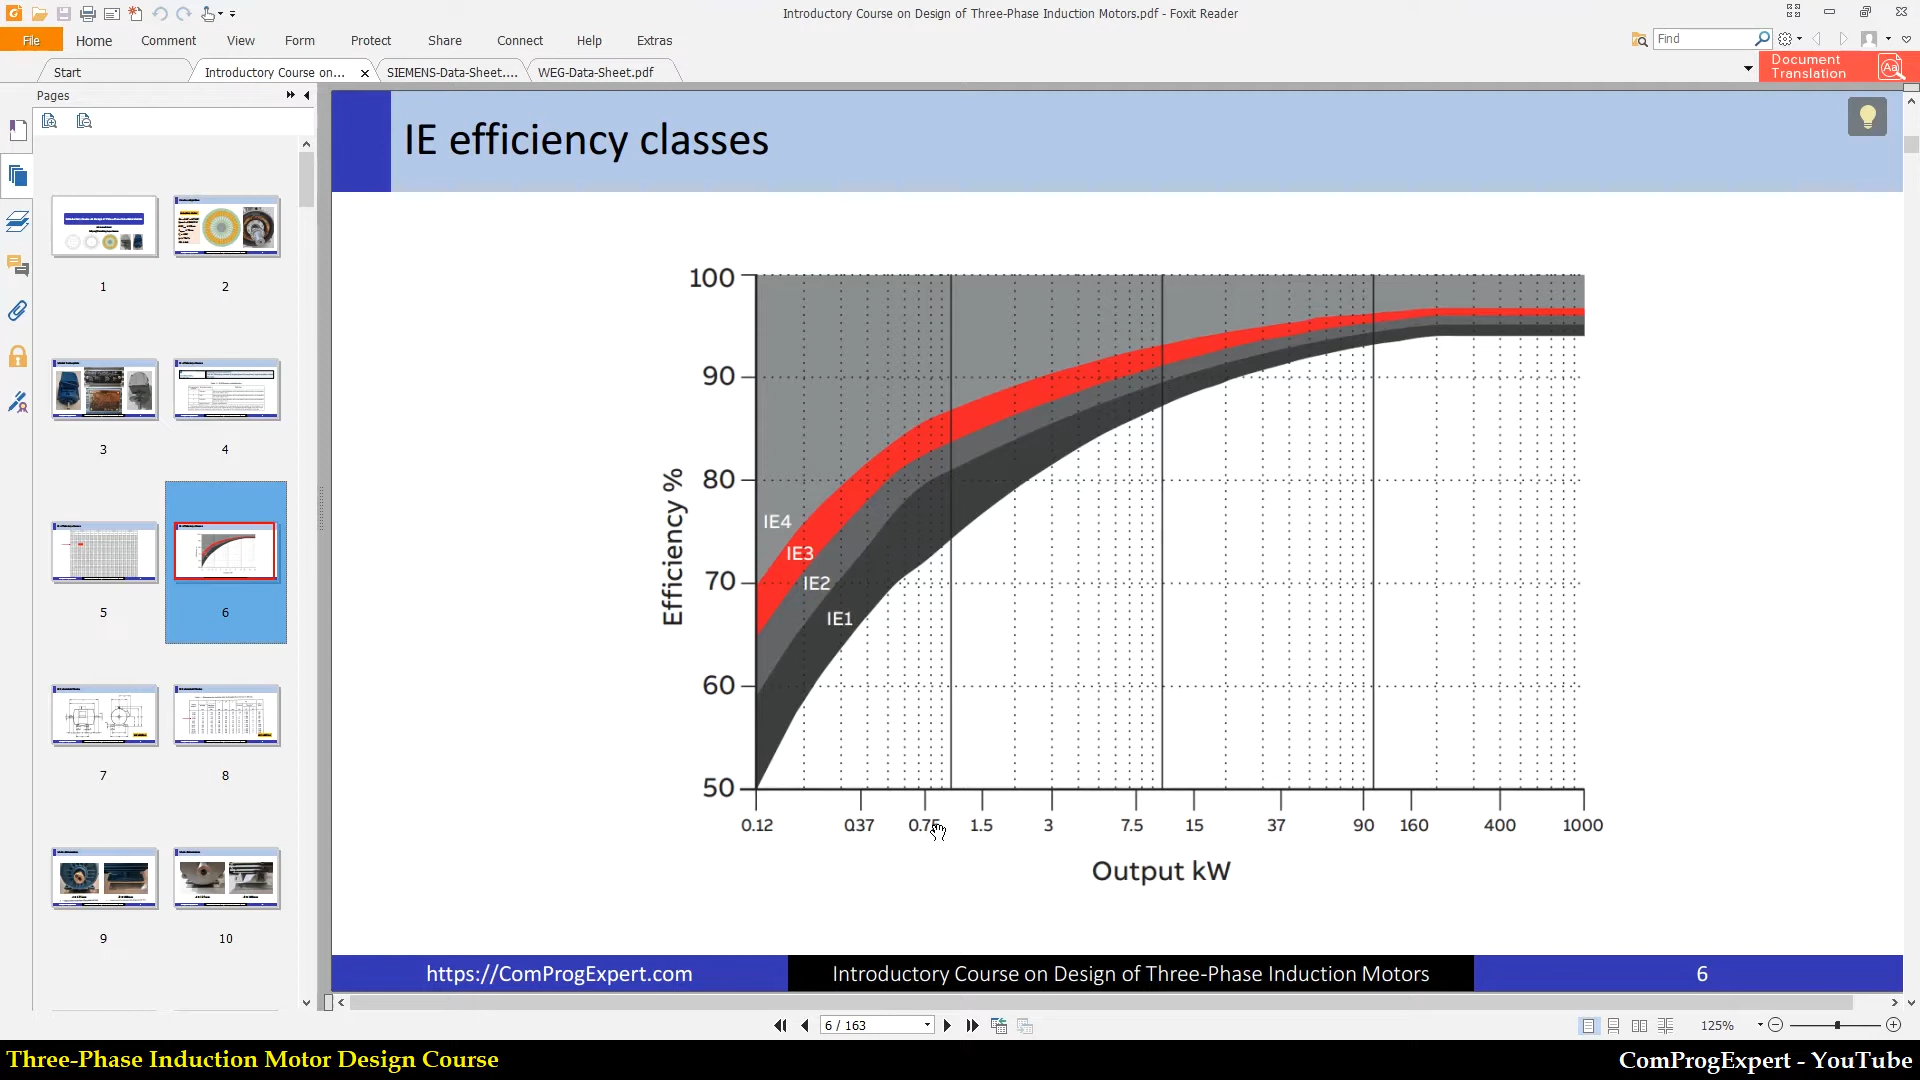 Introductory Course on Design of Three-Phase Induction Motors.pdf - Foxit Reader
File Home Comment View Form Protect Share Connect Help Extras
Find
Document
Translation
Start Introductory Course on... SIEMENS-Data-Sheet.... WEG-Data-Sheet.pdf
Pages
IE efficiency classes
1 2
3 4
5 6
7 8
9 10
100
90
80
70
60
50
Efficiency %
IE4
IE3
IE2
IE1
0.12 0.37 0.75 1.5 3 7.5 15 37 90 160 400 1000
Output kW
https://ComProgExpert.com Introductory Course on Design of Three-Phase Induction Motors 6
6 / 163
125%
Three-Phase Induction Motor Design Course
ComProgExpert - YouTube